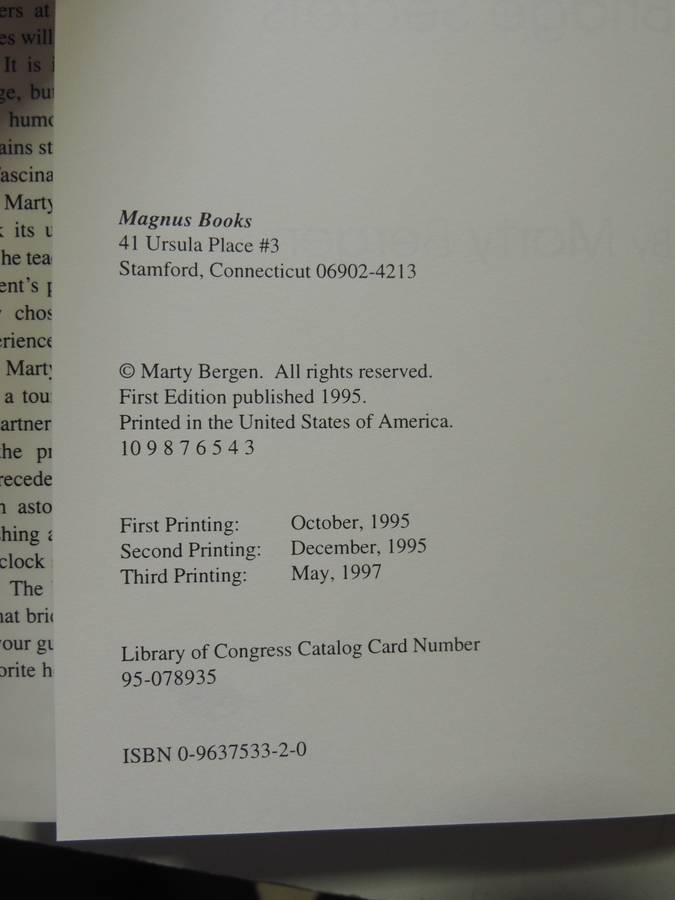 Magnus Books
41 Ursula Place #3
Stamford, Connecticut 06902-4213
© Marty Bergen. All rights reserved.
First Edition published 1995.
Printed in the United States of America.
10 9 8 7 6 5 4 3
First Printing: October, 1995
Second Printing: December, 1995
Third Printing: May, 1997
Library of Congress Catalog Card Number
95-078935
ISBN 0-9637533-2-0